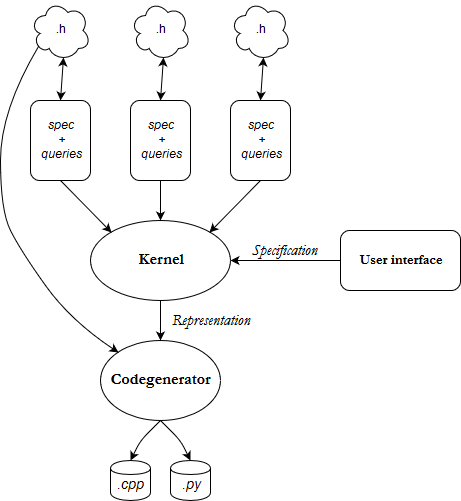 .h
.h
.h
spec
+
queries
spec
+
queries
spec
+
queries
Specification
Kernel
User interface
Representation
Codegenerator
.cpp
.py